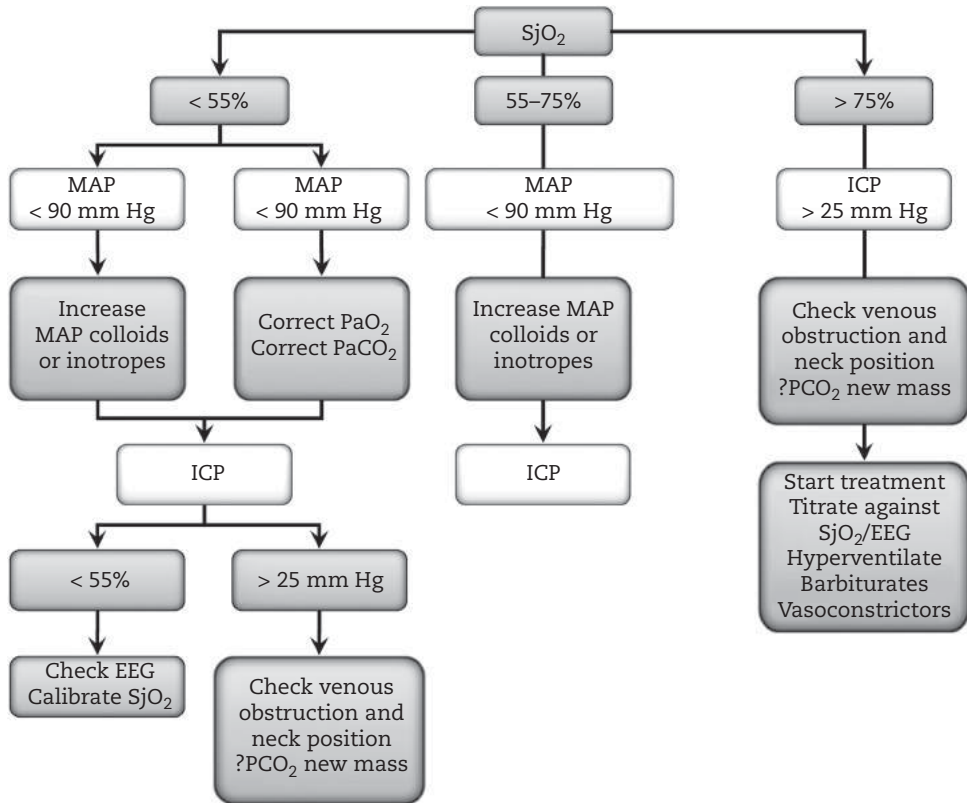 SjO₂
< 55%
55–75%
> 75%
MAP
< 90 mm Hg
MAP
< 90 mm Hg
MAP
< 90 mm Hg
ICP
> 25 mm Hg
Increase
MAP colloids
or inotropes
Correct PaO₂
Correct PaCO₂
Increase MAP
colloids or
inotropes
Check venous
obstruction and
neck position
?PCO₂ new mass
ICP
ICP
Start treatment
Titrate against
SjO₂/EEG
Hyperventilate
Barbiturates
Vasoconstrictors
< 55%
> 25 mm Hg
Check EEG
Calibrate SjO₂
Check venous
obstruction and
neck position
?PCO₂ new mass